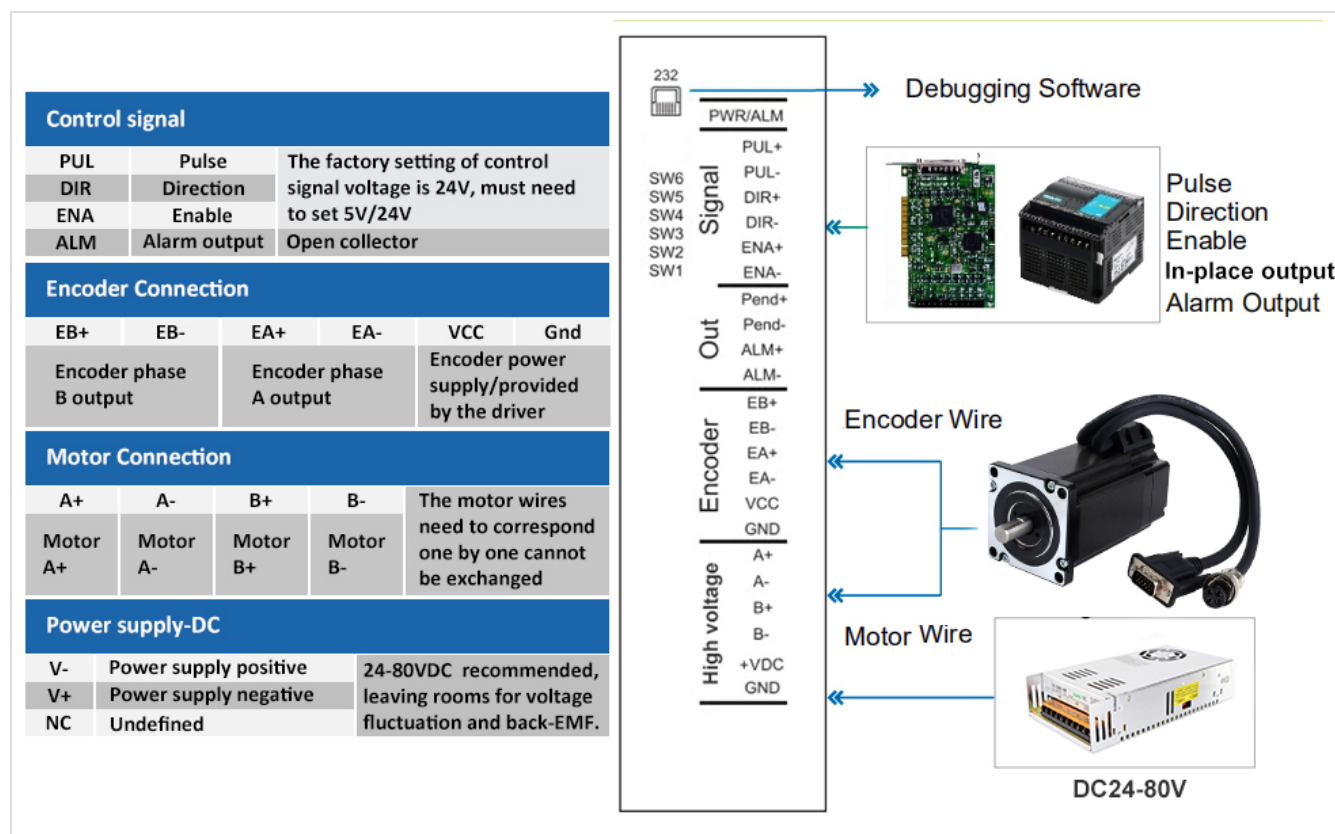 Control signal
PUL Pulse The factory setting of control
DIR Direction signal voltage is 24V, must need
ENA Enable to set 5V/24V
ALM Alarm output Open collector
Encoder Connection
EB+ EB- EA+ EA- VCC Gnd
Encoder phase
B output
Encoder phase
A output
Encoder power
supply/provided
by the driver
Motor Connection
A+ A- B+ B-
Motor
A+
Motor
A-
Motor
B+
Motor
B-
The motor wires
need to correspond
one by one cannot
be exchanged
Power supply-DC
V- Power supply positive
V+ Power supply negative
NC Undefined
24-80VDC recommended,
leaving rooms for voltage
fluctuation and back-EMF.
232
PWR/ALM
SW6
SW5
SW4
SW3
SW2
SW1
Signal
PUL+
PUL-
DIR+
DIR-
ENA+
ENA-
Out
Pend+
Pend-
ALM+
ALM-
Encoder
EB+
EB-
EA+
EA-
VCC
GND
High voltage
A+
A-
B+
B-
+VDC
GND
Debugging Software
Pulse
Direction
Enable
In-place output
Alarm Output
Encoder Wire
Motor Wire
DC24-80V